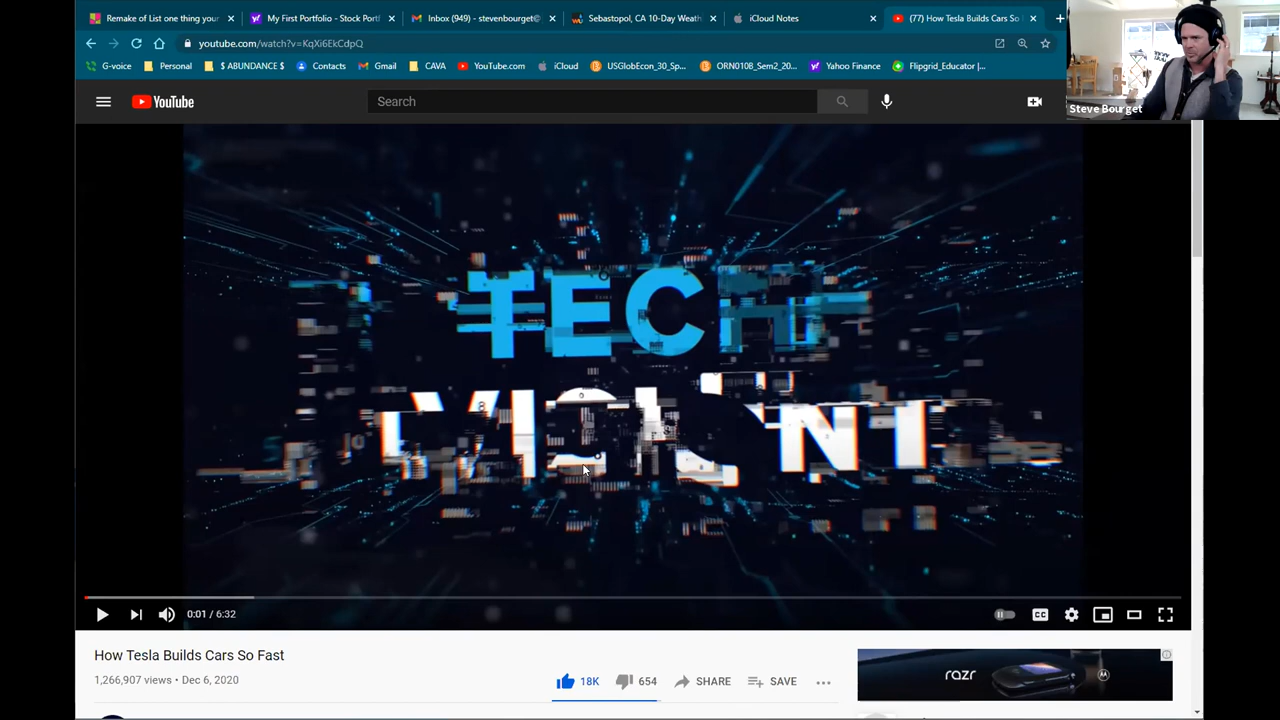 Remake of List one thing your
My First Portfolio - Stock Portf
Inbox (949) - stevenbourget@
Sebastopol, CA 10-Day Weath
iCloud Notes
(77) How Tesla Builds Cars So
youtube.com/watch?v=KqXi6EkCdpQ
G-voice
Personal
$ ABUNDANCE $
Contacts
Gmail
CAVA
YouTube.com
iCloud
USGlobEcon_30_Sp...
ORN010B_Sem2_20...
Yahoo Finance
Flipgrid_Educator |...
Steve Bourget
YouTube
Search
TECH
0:01 / 6:32
CC
How Tesla Builds Cars So Fast
1,266,907 views • Dec 6, 2020
18K
654
SHARE
SAVE
razr